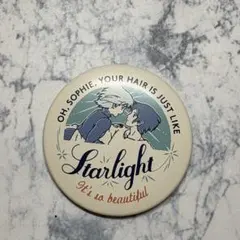 OH, SOPHIE, YOUR HAIR IS JUST LIKE
Starlight
It's so beautiful